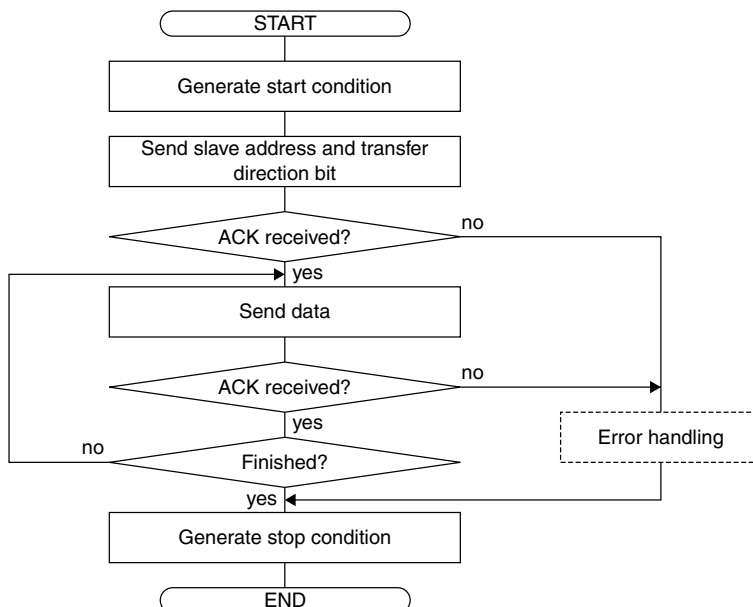 START
Generate start condition
Send slave address and transfer
direction bit
ACK received?
no
yes
Send data
ACK received?
no
yes
Error handling
no
Finished?
yes
Generate stop condition
END